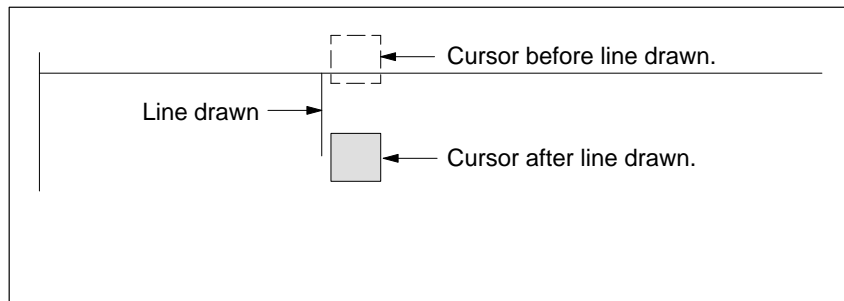 Cursor before line drawn.
Line drawn
Cursor after line drawn.